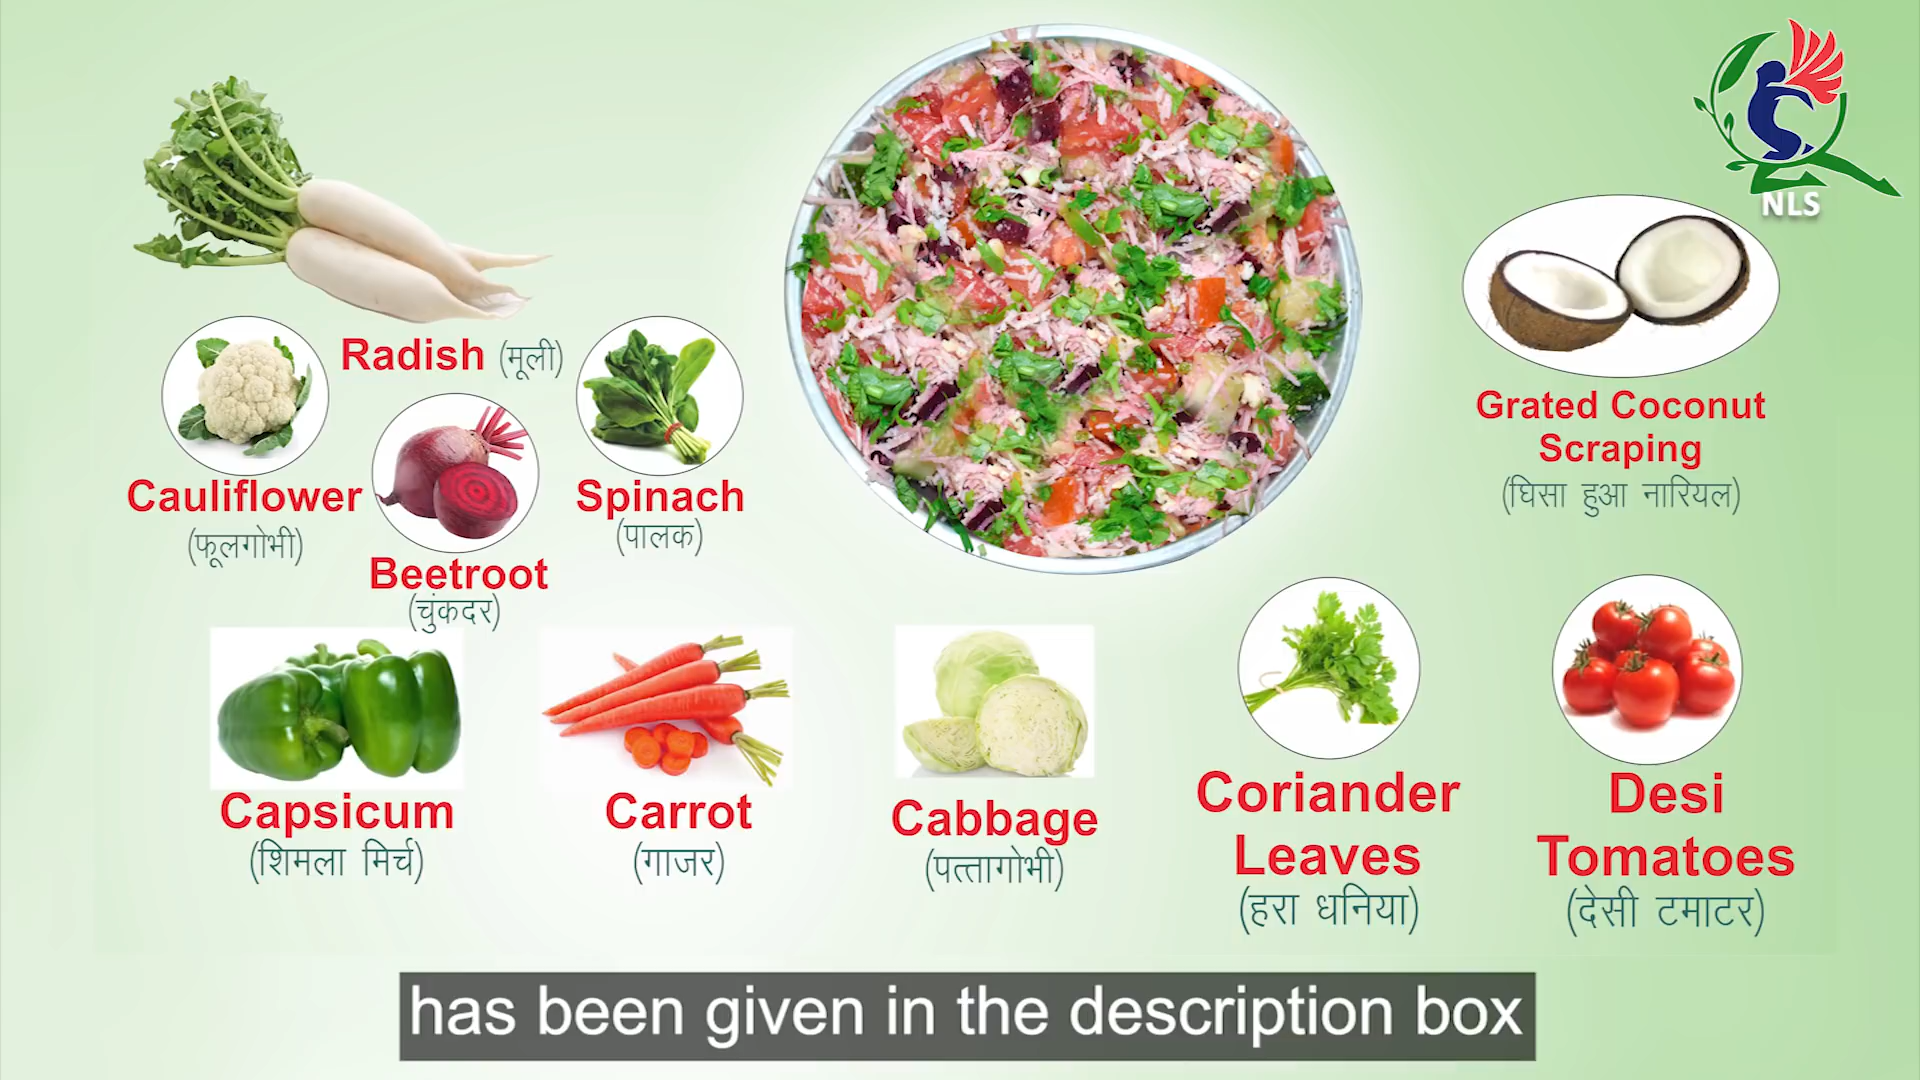 NLS
Radish (मूली)
Cauliflower
(फूलगोभी)
Beetroot
(चुंकदर)
Spinach
(पालक)
Grated Coconut
Scraping
(घिसा हुआ नारियल)
Capsicum
(शिमला मिर्च)
Carrot
(गाजर)
Cabbage
(पत्तागोभी)
Coriander
Leaves
(हरा धनिया)
Desi
Tomatoes
(देसी टमाटर)
has been given in the description box